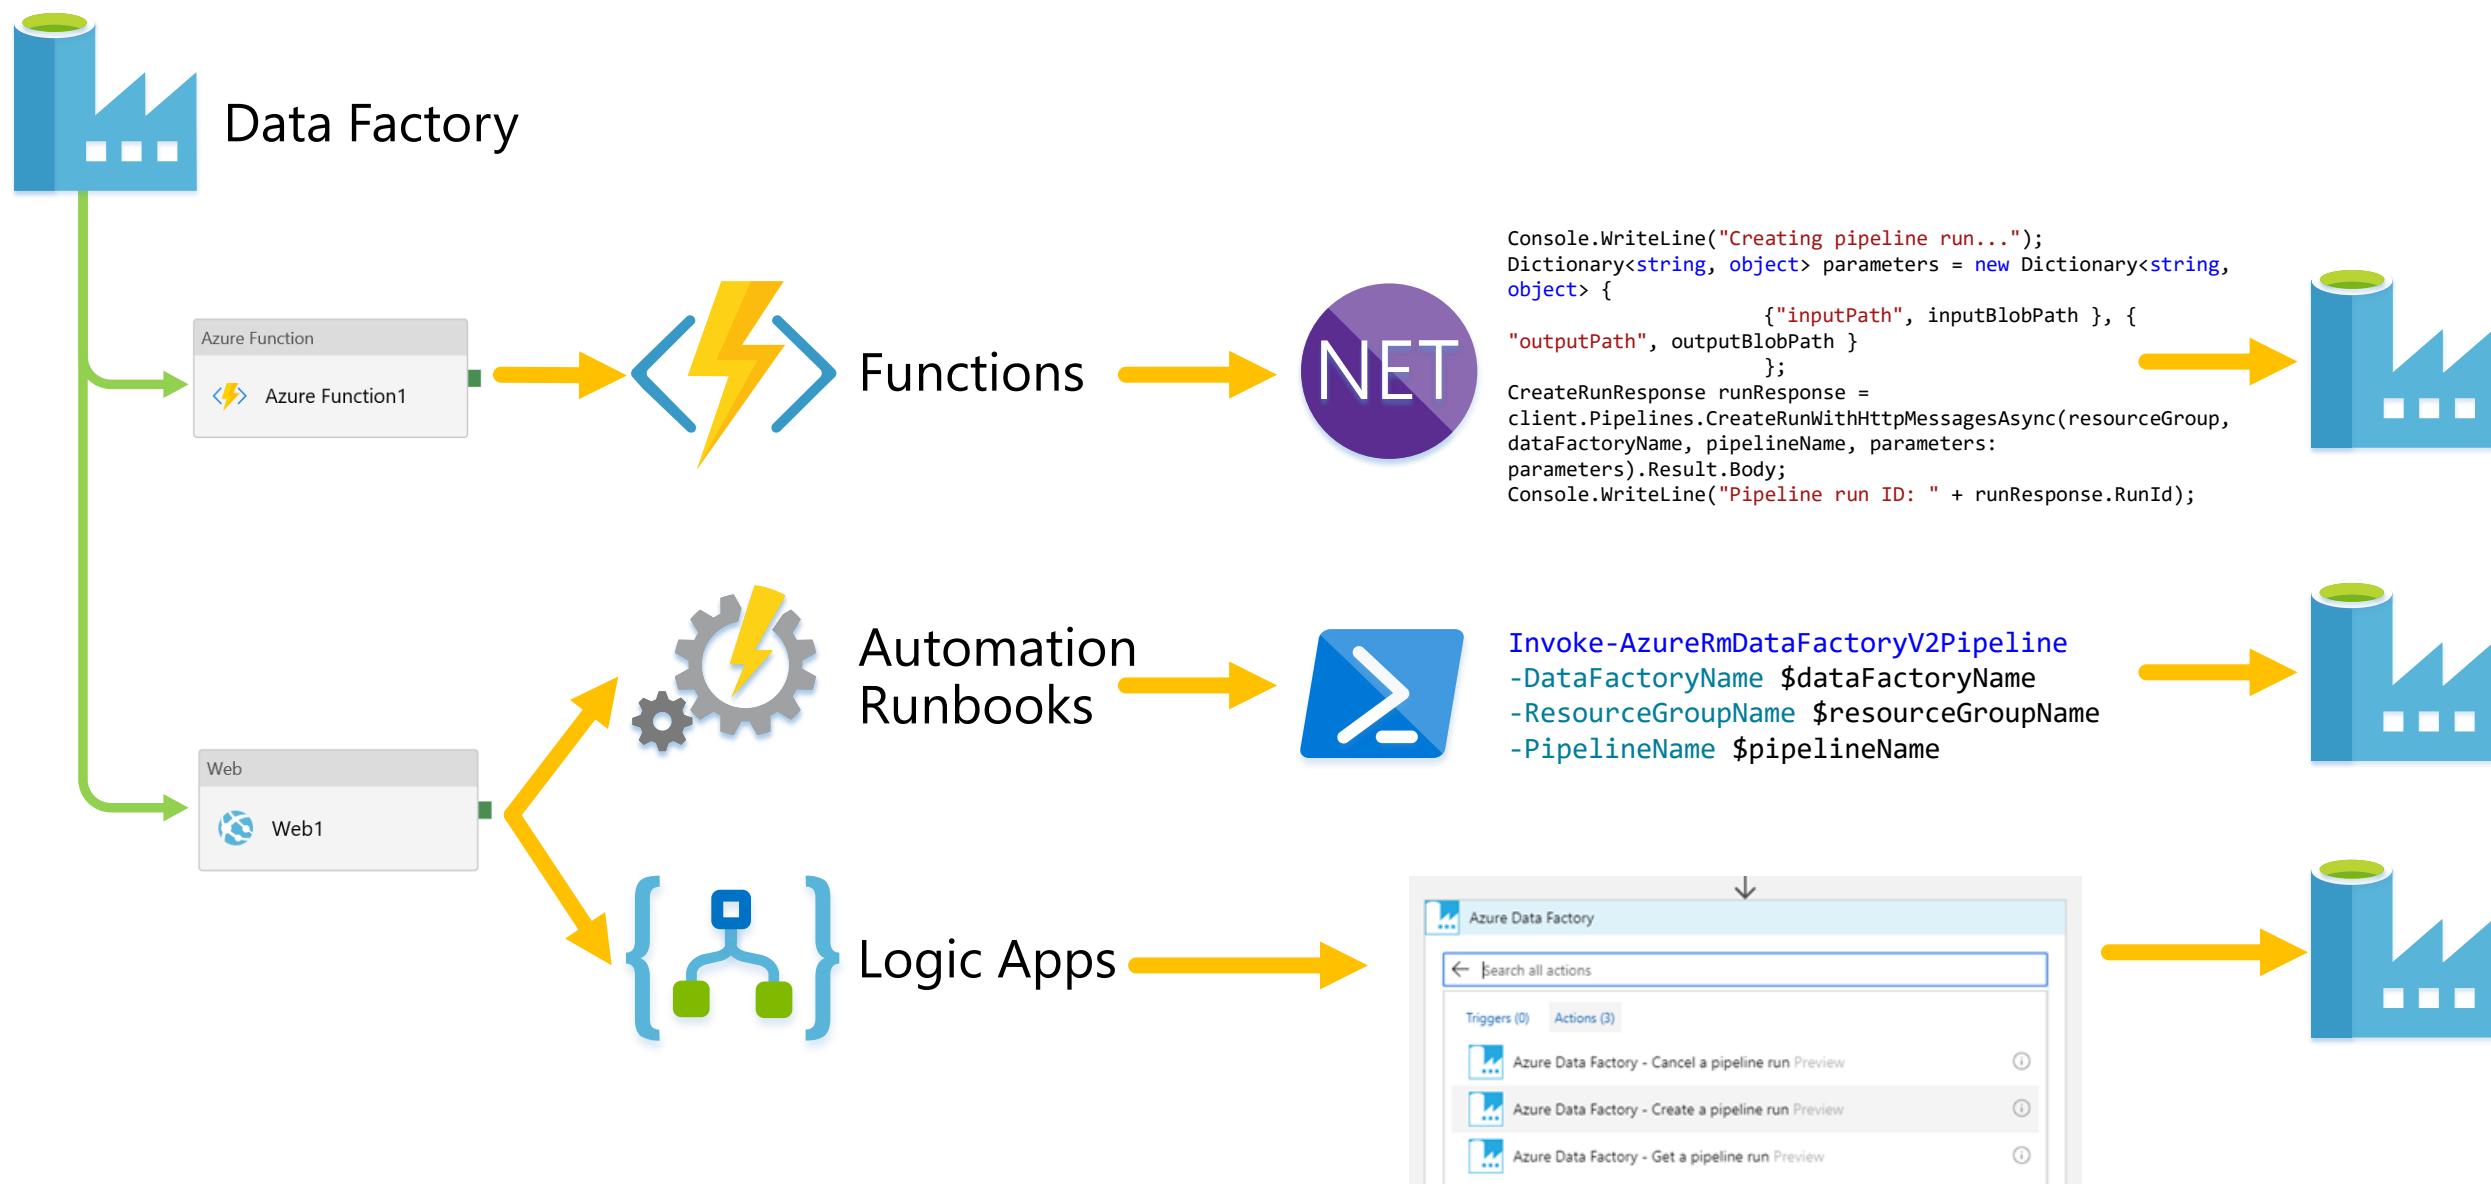 Data Factory
Azure Function
Azure Function1
Functions
NET
Console.WriteLine("Creating pipeline run...");
Dictionary<string, object> parameters = new Dictionary<string,
object> {
{"inputPath", inputBlobPath }, {
"outputPath", outputBlobPath }
};
CreateRunResponse runResponse =
client.Pipelines.CreateRunWithHttpMessagesAsync(resourceGroup,
dataFactoryName, pipelineName, parameters:
parameters).Result.Body;
Console.WriteLine("Pipeline run ID: " + runResponse.RunId);
Automation
Runbooks
Invoke-AzureRmDataFactoryV2Pipeline
-DataFactoryName $dataFactoryName
-ResourceGroupName $resourceGroupName
-PipelineName $pipelineName
Web
Web1
Logic Apps
Azure Data Factory
Search all actions
Triggers (0) Actions (3)
Azure Data Factory - Cancel a pipeline run Preview
Azure Data Factory - Create a pipeline run Preview
Azure Data Factory - Get a pipeline run Preview